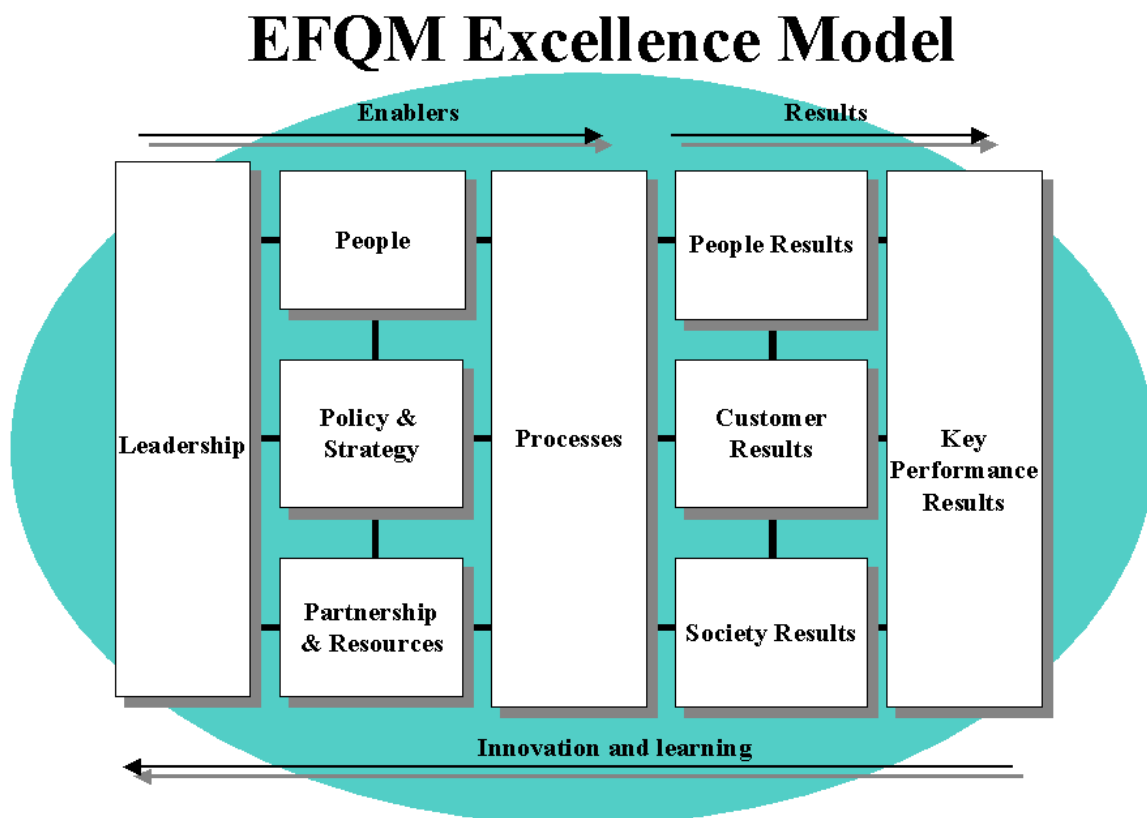 EFQM Excellence Model
Enablers
Results
Leadership
People
Policy &
Strategy
Partnership
& Resources
Processes
People Results
Customer
Results
Society Results
Key
Performance
Results
Innovation and learning